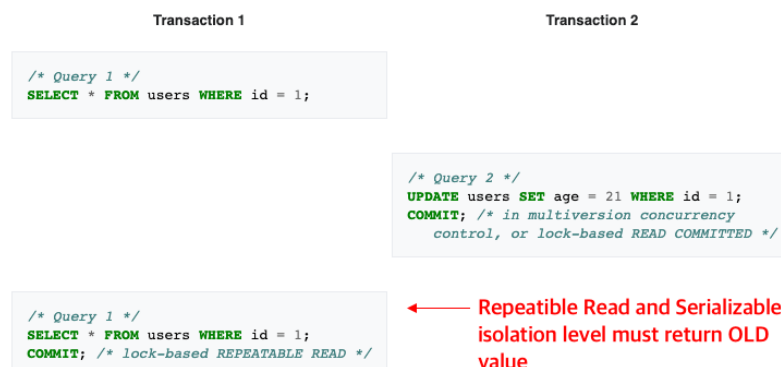 Transaction 1
Transaction 2
/* Query 1 */
SELECT * FROM users WHERE id = 1;
/* Query 2 */
UPDATE users SET age = 21 WHERE id = 1;
COMMIT; /* in multiversion concurrency
control, or lock-based READ COMMITTED */
/* Query 1 */
SELECT * FROM users WHERE id = 1;
COMMIT; /* lock-based REPEATABLE READ */
Repeatible Read and Serializable
isolation level must return OLD
value